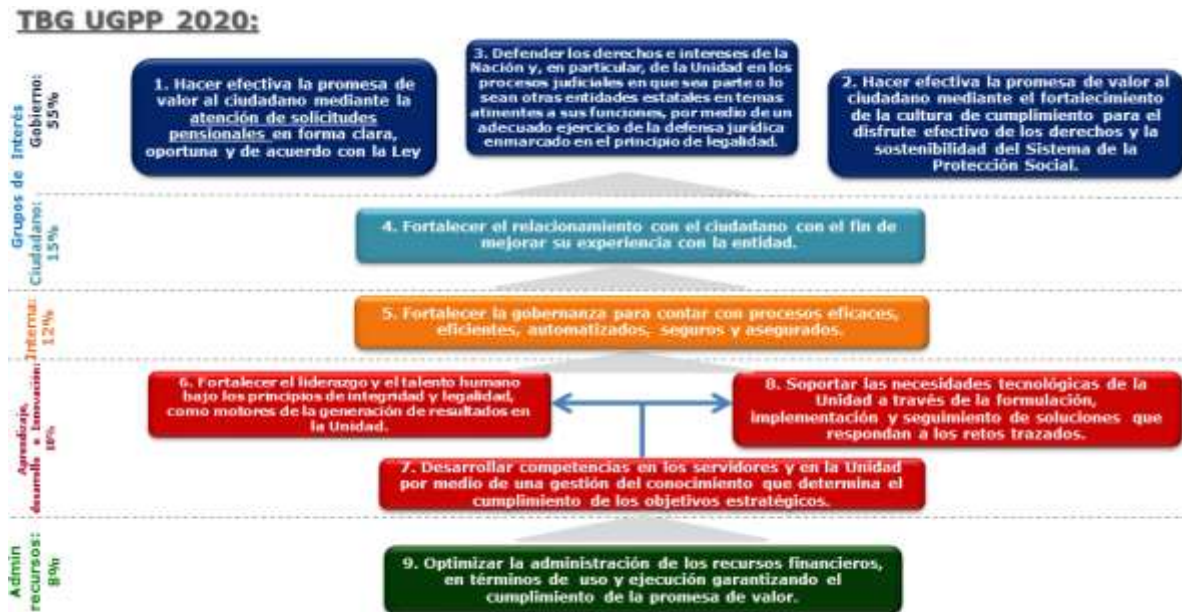 TBG UGPP 2020:
Grupos de Interés
Gobierno:
55%
1. Hacer efectiva la promesa de
valor al ciudadano mediante la
atención de solicitudes
pensionales en forma clara,
oportuna y de acuerdo con la Ley
3. Defender los derechos e intereses de la
Nación y, en particular, de la Unidad en los
procesos judiciales en que sea parte o lo
sean otras entidades estatales en temas
atinentes a sus funciones, por medio de un
adecuado ejercicio de la defensa jurídica
enmarcado en el principio de legalidad.
2. Hacer efectiva la promesa de valor al
ciudadano mediante el fortalecimiento
de la cultura de cumplimiento para el
disfrute efectivo de los derechos y la
sostenibilidad del Sistema de la
Protección Social.
Ciudadano:
15%
4. Fortalecer el relacionamiento con el ciudadano con el fin de
mejorar su experiencia con la entidad.
Interna:
12%
5. Fortalecer la gobernanza para contar con procesos eficaces,
eficientes, automatizados, seguros y asegurados.
Aprendizaje,
desarrollo e Innovación:
10%
6. Fortalecer el liderazgo y el talento humano
bajo los principios de integridad y legalidad,
como motores de la generación de resultados en
la Unidad.
8. Soportar las necesidades tecnológicas de la
Unidad a través de la formulación,
implementación y seguimiento de soluciones que
respondan a los retos trazados.
7. Desarrollar competencias en los servidores y en la Unidad
por medio de una gestión del conocimiento que determina el
cumplimiento de los objetivos estratégicos.
Admin
recursos:
8%
9. Optimizar la administración de los recursos financieros,
en términos de uso y ejecución garantizando el
cumplimiento de la promesa de valor.